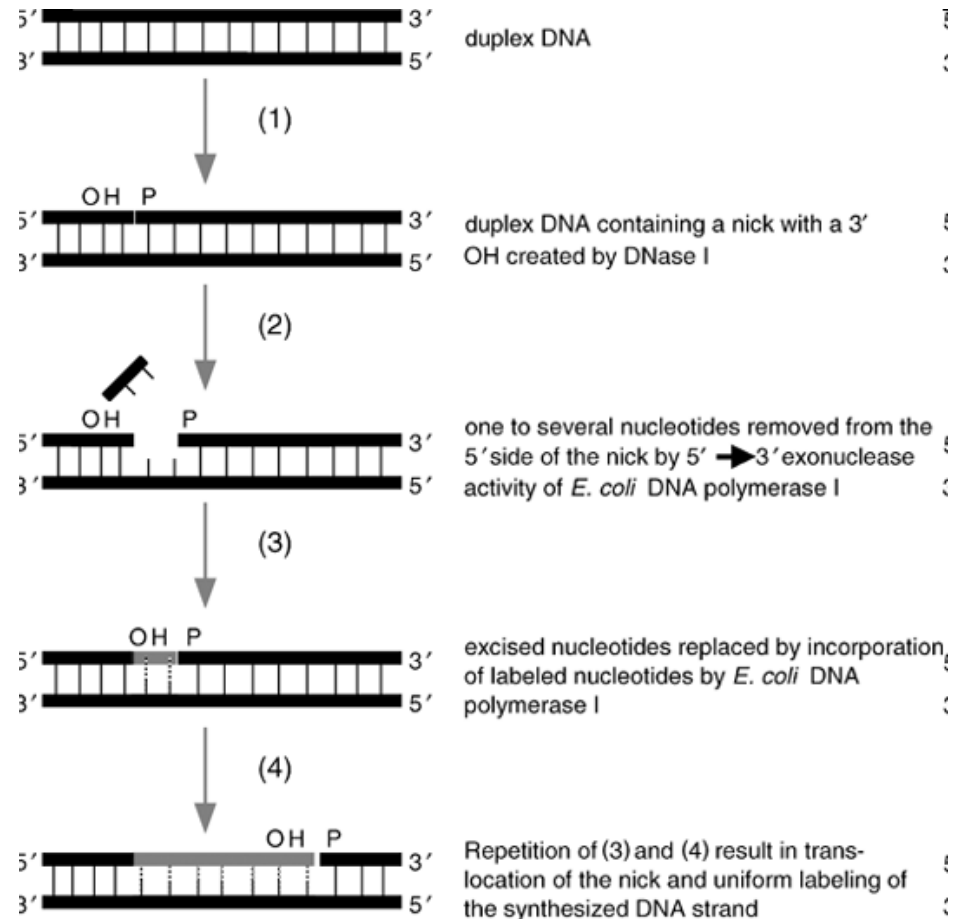 5′ 3′
duplex DNA
3′ 5′
(1)
OH P
5′ 3′
duplex DNA containing a nick with a 3′
OH created by DNase I
3′ 5′
(2)
OH P
5′ 3′
one to several nucleotides removed from the
5′side of the nick by 5′ → 3′exonuclease
activity of E. coli DNA polymerase I
3′ 5′
(3)
OH P
5′ 3′
excised nucleotides replaced by incorporation
of labeled nucleotides by E. coli DNA
polymerase I
3′ 5′
(4)
OH P
5′ 3′
Repetition of (3) and (4) result in trans-
location of the nick and uniform labeling of
the synthesized DNA strand
3′ 5′